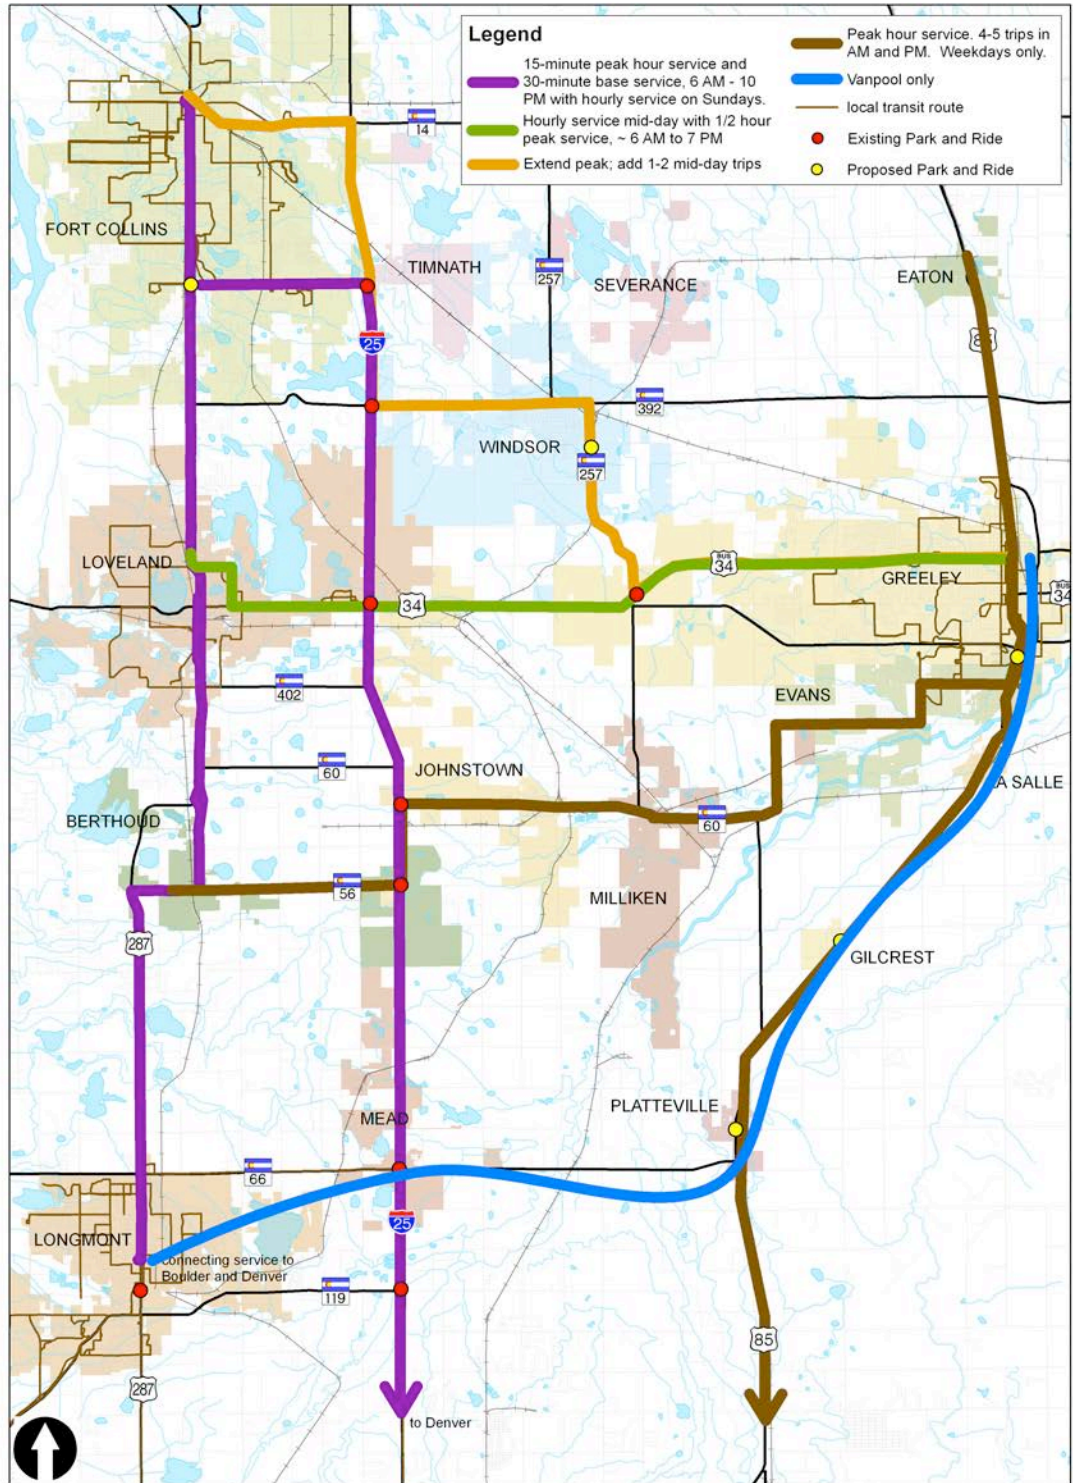 Legend
15-minute peak hour service and
30-minute base service, 6 AM - 10
PM with hourly service on Sundays.
Hourly service mid-day with 1/2 hour
peak service, ~ 6 AM to 7 PM
Extend peak; add 1-2 mid-day trips
Peak hour service. 4-5 trips in
AM and PM. Weekdays only.
Vanpool only
local transit route
Existing Park and Ride
Proposed Park and Ride
14
FORT COLLINS
TIMNATH
257
SEVERANCE
EATON
25
85
392
WINDSOR
257
LOVELAND
BUS
34
GREELEY
34
BUS
34
402
EVANS
60
JOHNSTOWN
A SALLE
BERTHOUD
60
56
MILLIKEN
287
GILCREST
MEAD
PLATTEVILLE
66
25
LONGMONT
connecting service to
Boulder and Denver
119
85
287
to Denver